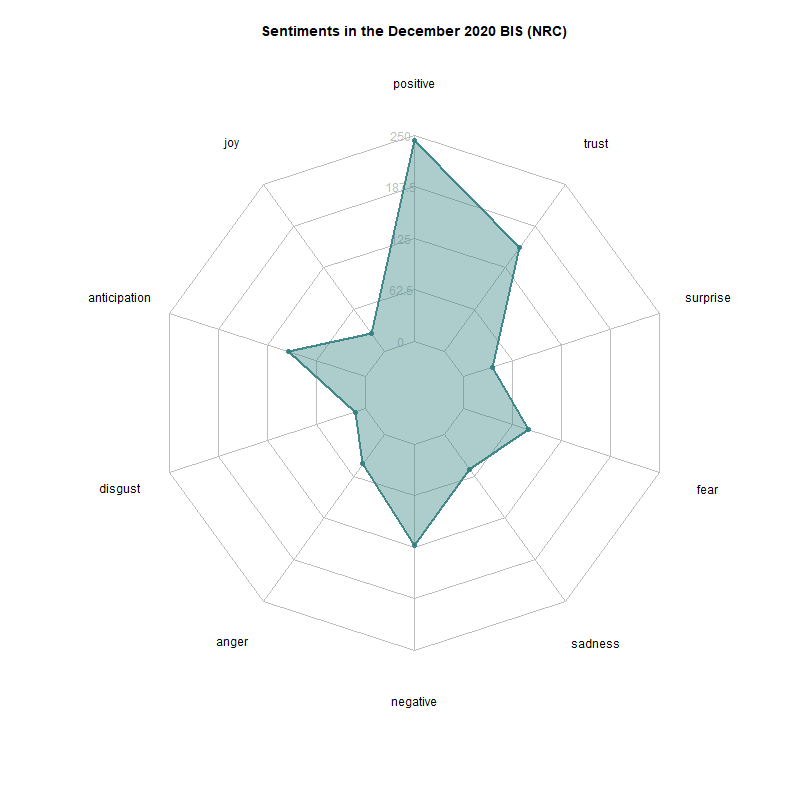 Sentiments in the December 2020 BIS (NRC)
positive
joy
trust
250
187.5
125
62.5
0
anticipation
surprise
disgust
fear
anger
sadness
negative